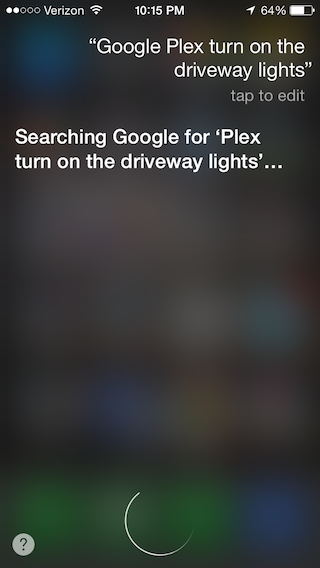 Verizon 10:15 PM 64%
“Google Plex turn on the
driveway lights”
tap to edit
Searching Google for ‘Plex
turn on the driveway lights’…
?